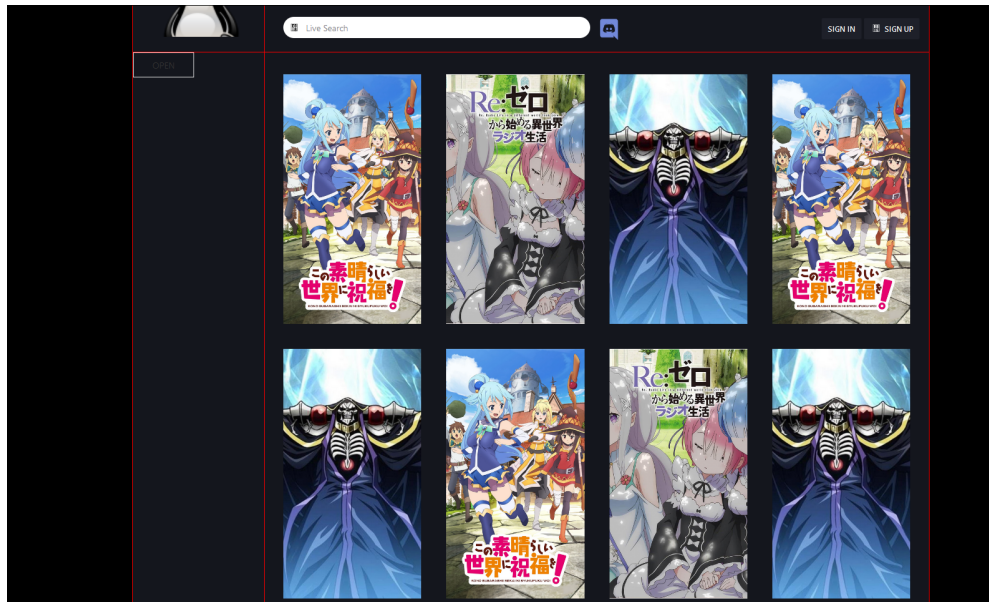 Live Search
SIGN IN
SIGN UP
OPEN
この素晴らしい
世界に祝福を!
Re:ゼロ
から始める異世界
ラジオ生活
この素晴らしい
世界に祝福を!
この素晴らしい
世界に祝福を!
Re:ゼロ
から始める異世界
ラジオ生活